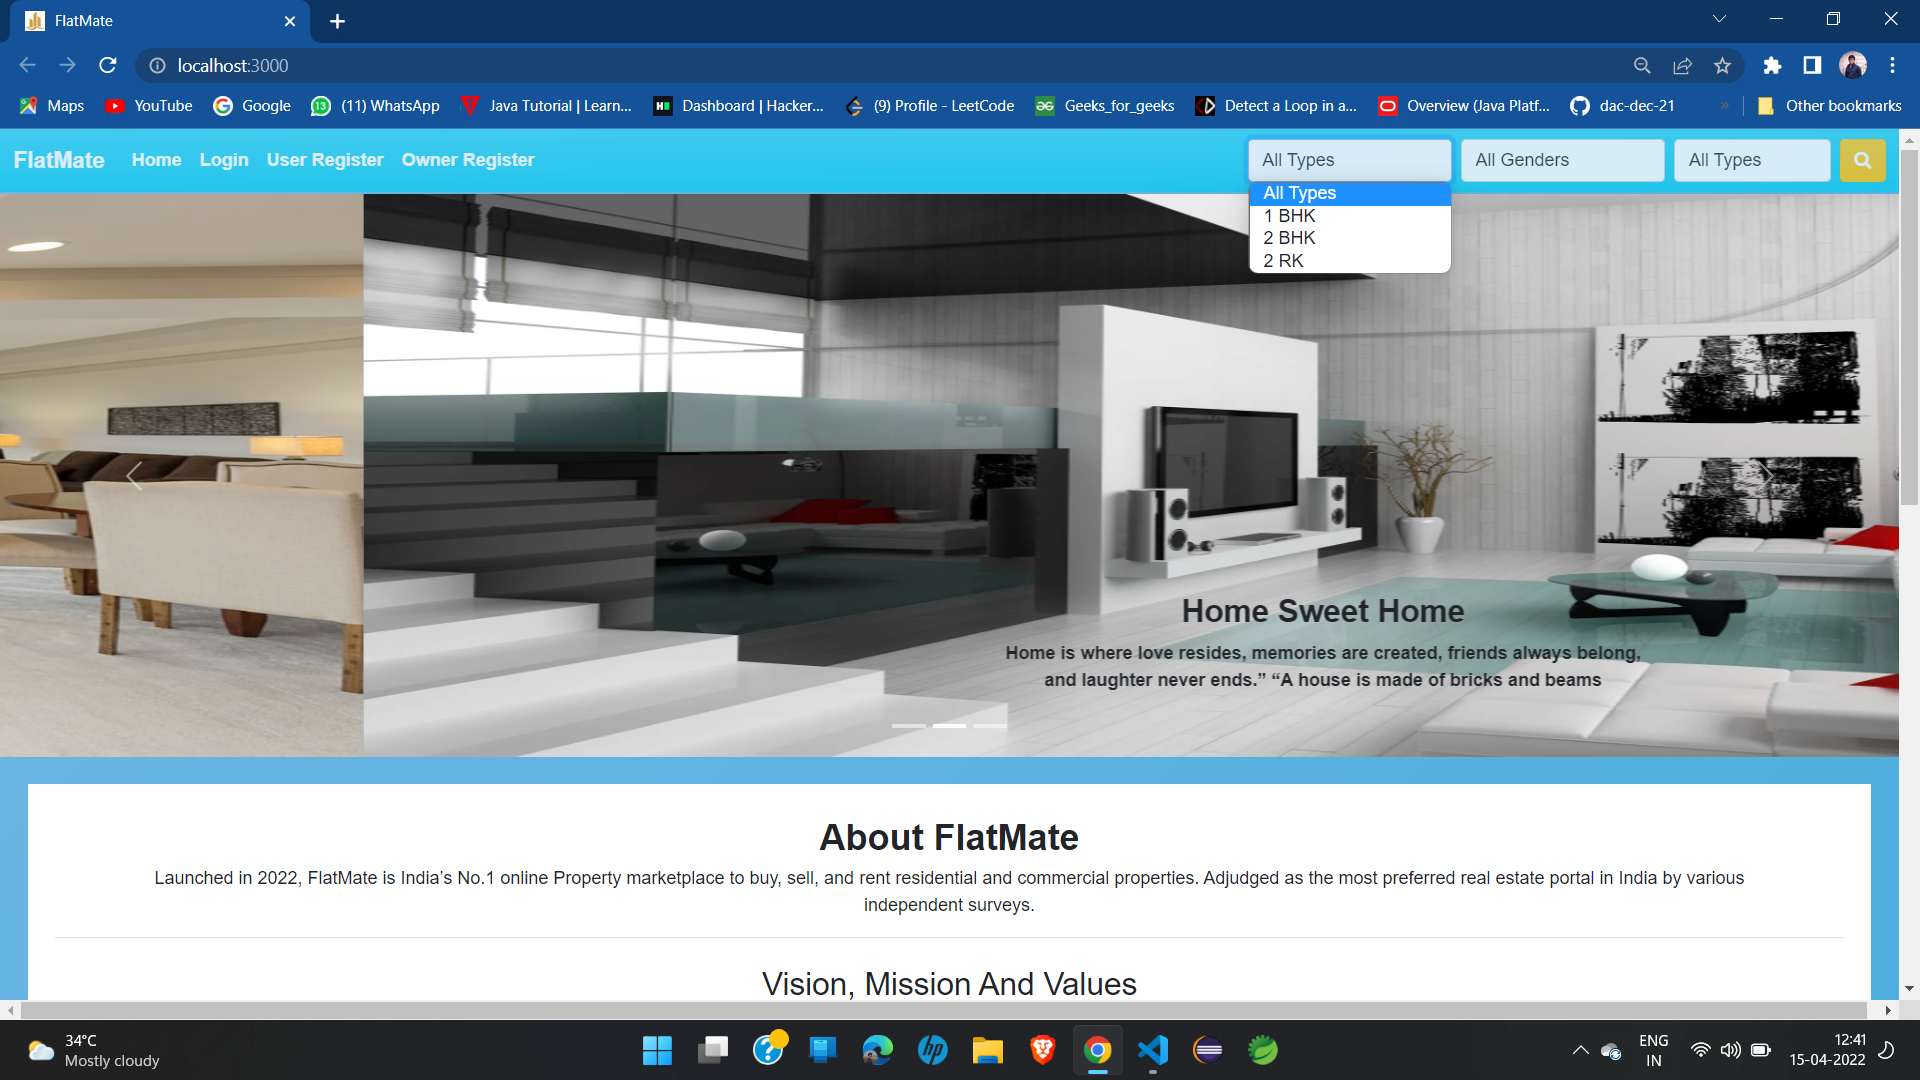 FlatMate
localhost:3000
Maps
YouTube
Google
13
(11) WhatsApp
Java Tutorial | Learn...
Dashboard | Hacker...
(9) Profile - LeetCode
Geeks_for_geeks
Detect a Loop in a...
Overview (Java Platf...
dac-dec-21
Other bookmarks
FlatMate
Home
Login
User Register
Owner Register
All Types
All Genders
All Types
All Types
1 BHK
2 BHK
2 RK
Home Sweet Home
Home is where love resides, memories are created, friends always belong,
and laughter never ends.” “A house is made of bricks and beams
About FlatMate
Launched in 2022, FlatMate is India’s No.1 online Property marketplace to buy, sell, and rent residential and commercial properties. Adjudged as the most preferred real estate portal in India by various
independent surveys.
Vision, Mission And Values
34°C
Mostly cloudy
hp
ENG
IN
12:41
15-04-2022